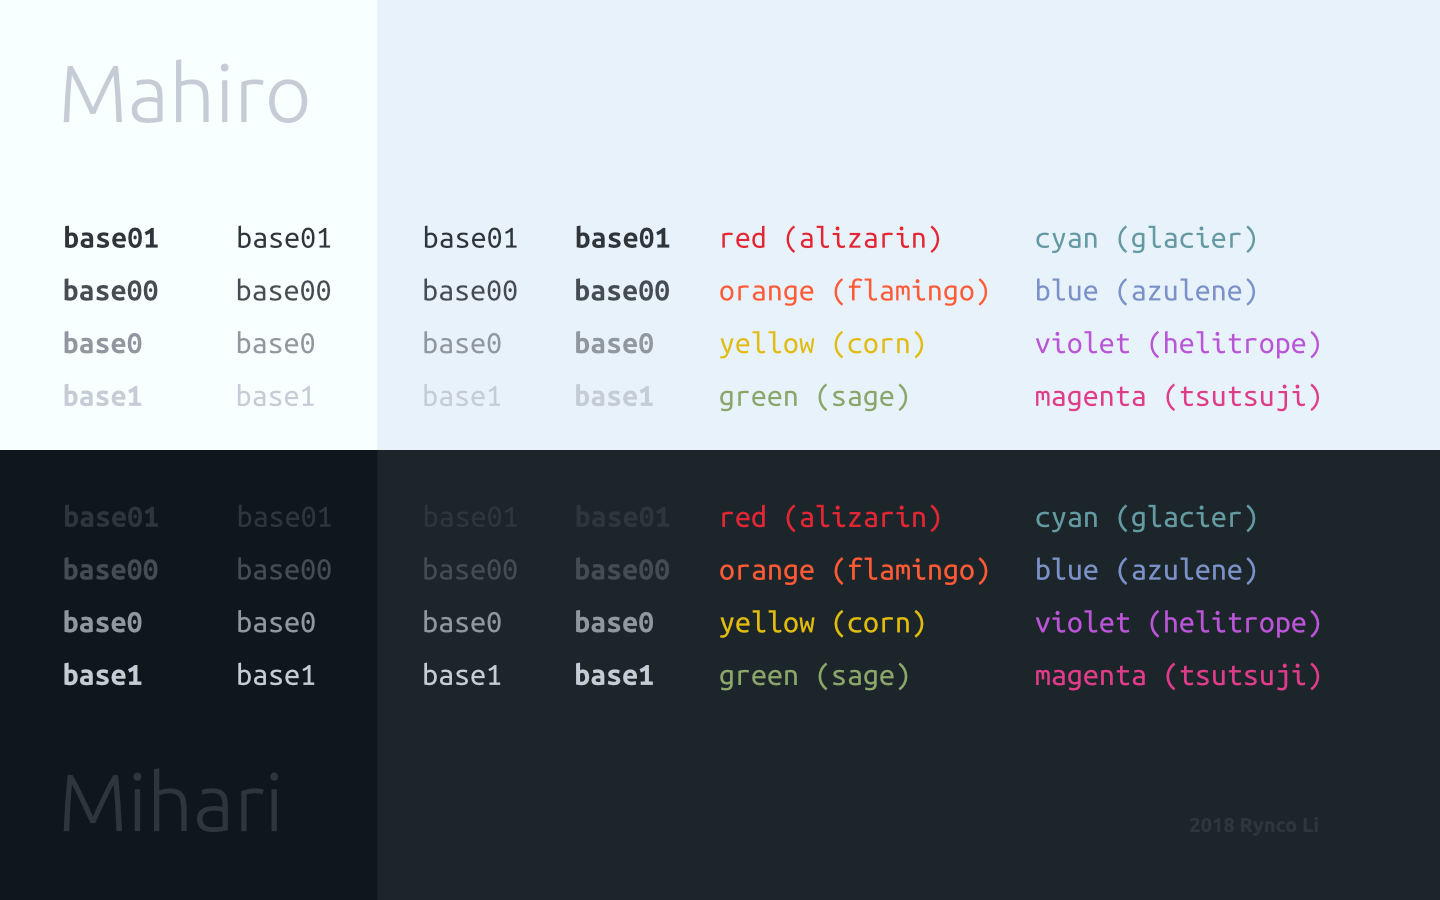 Mahiro
base01 base01 base01 base01 red (alizarin) cyan (glacier)
base00 base00 base00 base00 orange (flamingo) blue (azulene)
base0 base0 base0 base0 yellow (corn) violet (helitrope)
base1 base1 base1 base1 green (sage) magenta (tsutsuji)
base01 base01 base01 base01 red (alizarin) cyan (glacier)
base00 base00 base00 base00 orange (flamingo) blue (azulene)
base0 base0 base0 base0 yellow (corn) violet (helitrope)
base1 base1 base1 base1 green (sage) magenta (tsutsuji)
Mihari
2018 Rynco Li